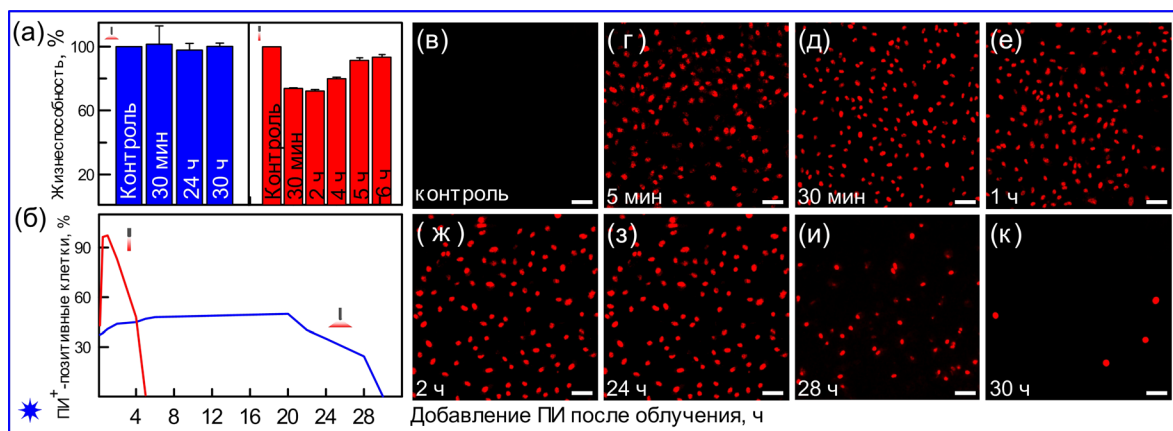 (а)
Жизнеспособность, %
100
60
20
Контроль
30 мин
24 ч
30 ч
Контроль
30 мин
2 ч
4 ч
5 ч
6 ч
(б)
ПИ+-позитивные клетки, %
90
60
30
4 8 12 16 20 24 28
Добавление ПИ после облучения, ч
(в)
контроль
(г)
5 мин
(д)
30 мин
(е)
1 ч
(ж)
2 ч
(з)
24 ч
(и)
28 ч
(к)
30 ч